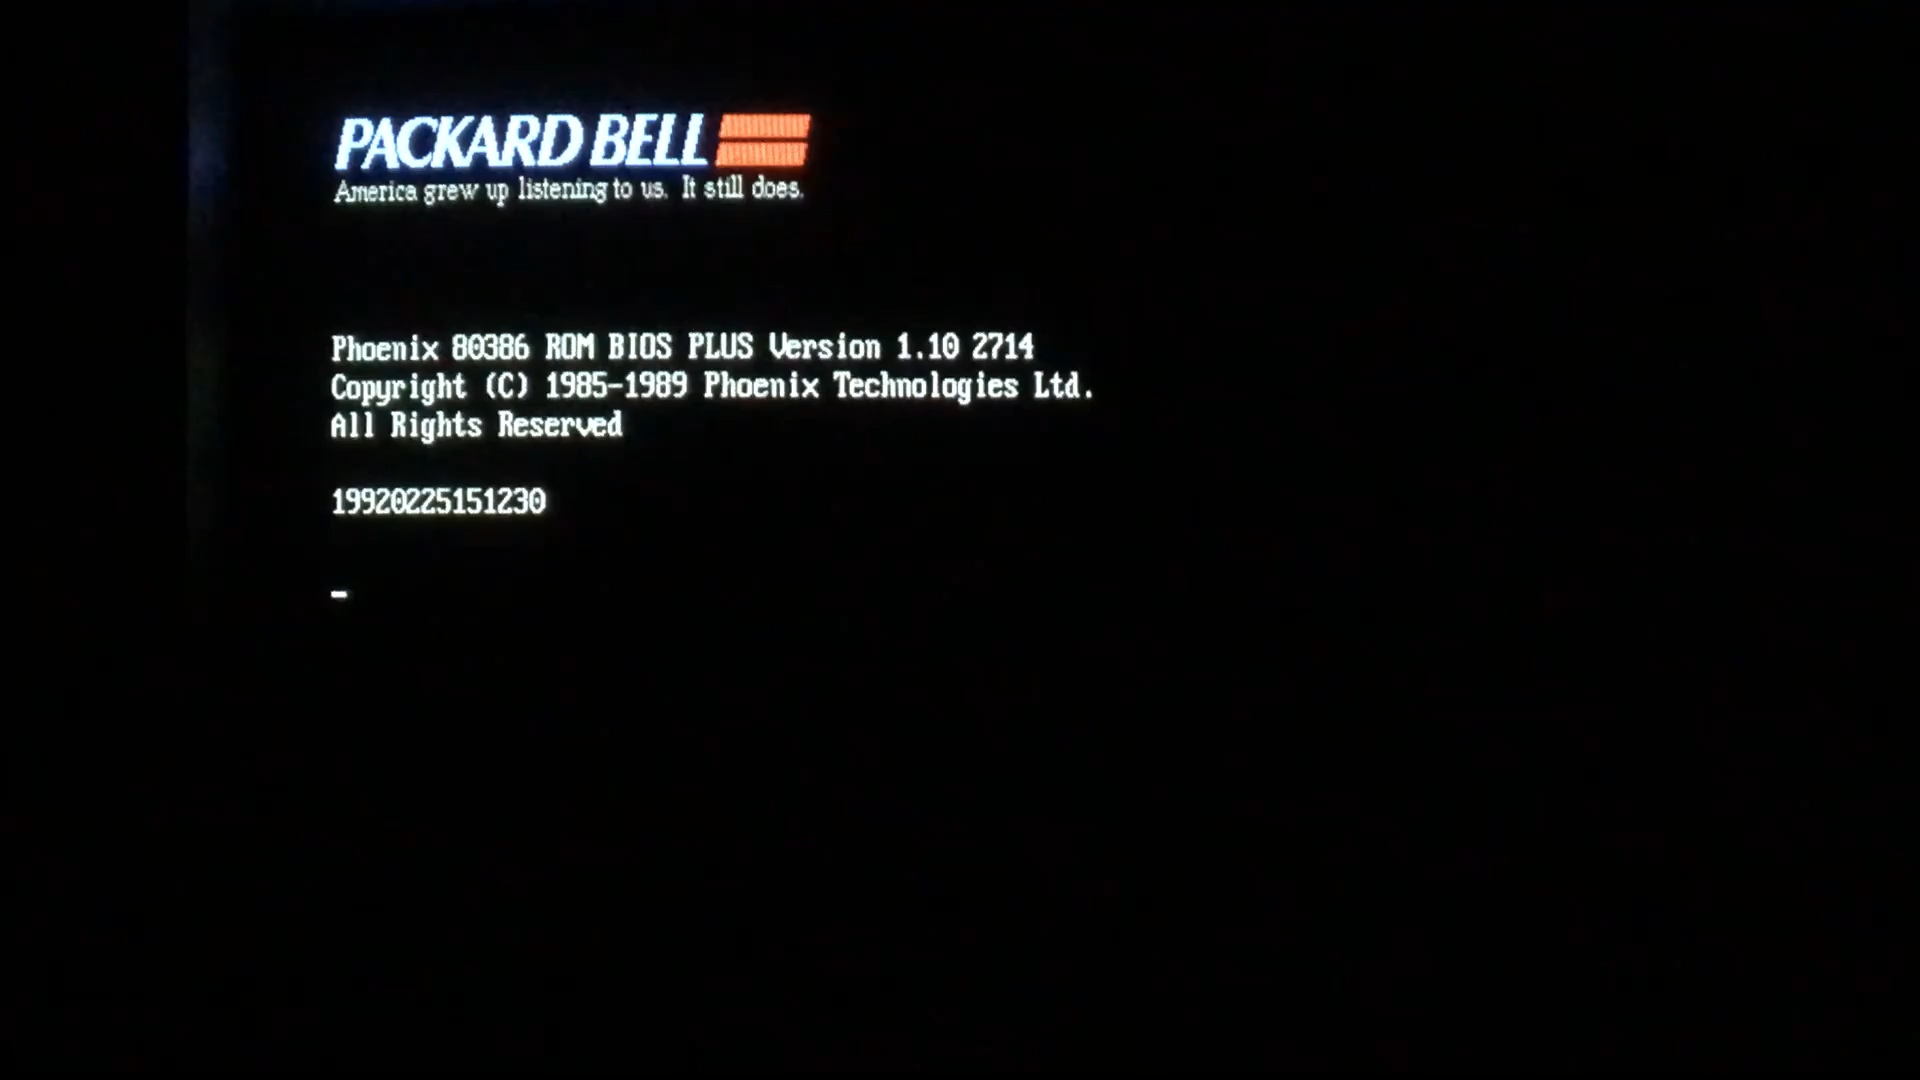 PACKARD BELL
America grew up listening to us. It still does.
Phoenix 80386 ROM BIOS PLUS Version 1.10 2714
Copyright (C) 1985-1989 Phoenix Technologies Ltd.
All Rights Reserved
19920225151230